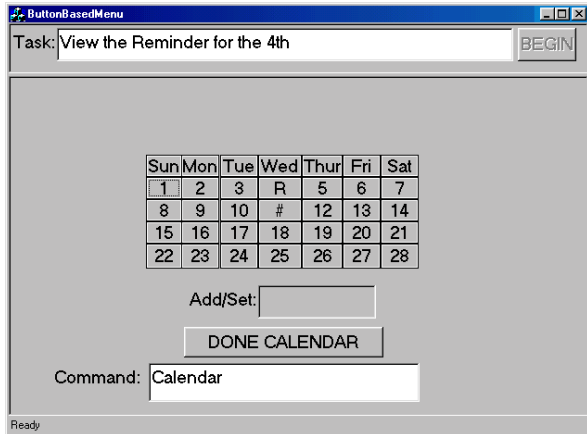 ButtonBasedMenu
Task: View the Reminder for the 4th BEGIN
Sun Mon Tue Wed Thur Fri Sat
1 2 3 R 5 6 7
8 9 10 # 12 13 14
15 16 17 18 19 20 21
22 23 24 25 26 27 28
Add/Set:
DONE CALENDAR
Command: Calendar
Ready